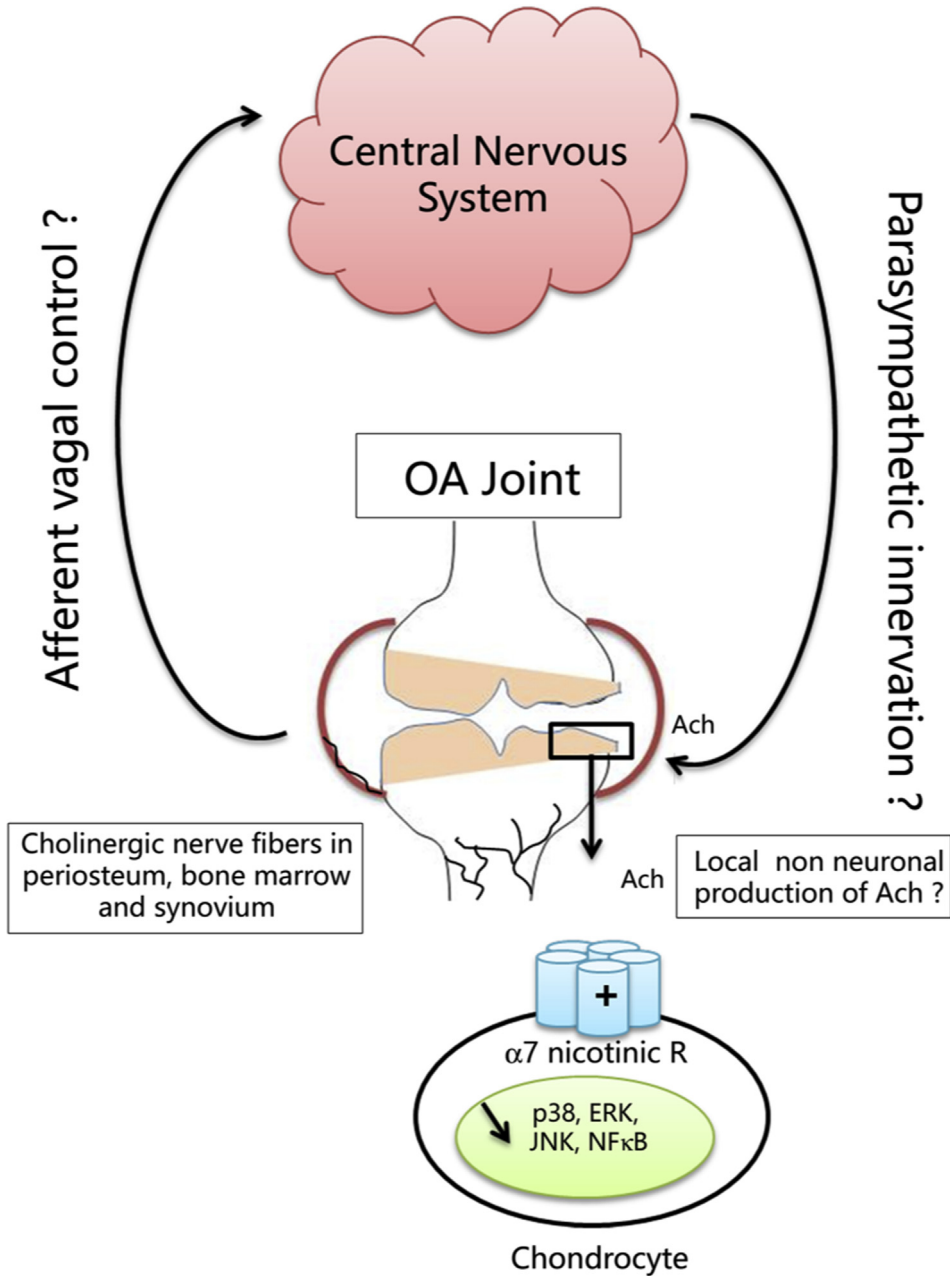 Central Nervous
System
Afferent vagal control ?
Parasympathetic innervation ?
OA Joint
Ach
Cholinergic nerve fibers in
periosteum, bone marrow
and synovium
Ach
Local non neuronal
production of Ach ?
+
α7 nicotinic R
p38, ERK,
JNK, NFκB
Chondrocyte